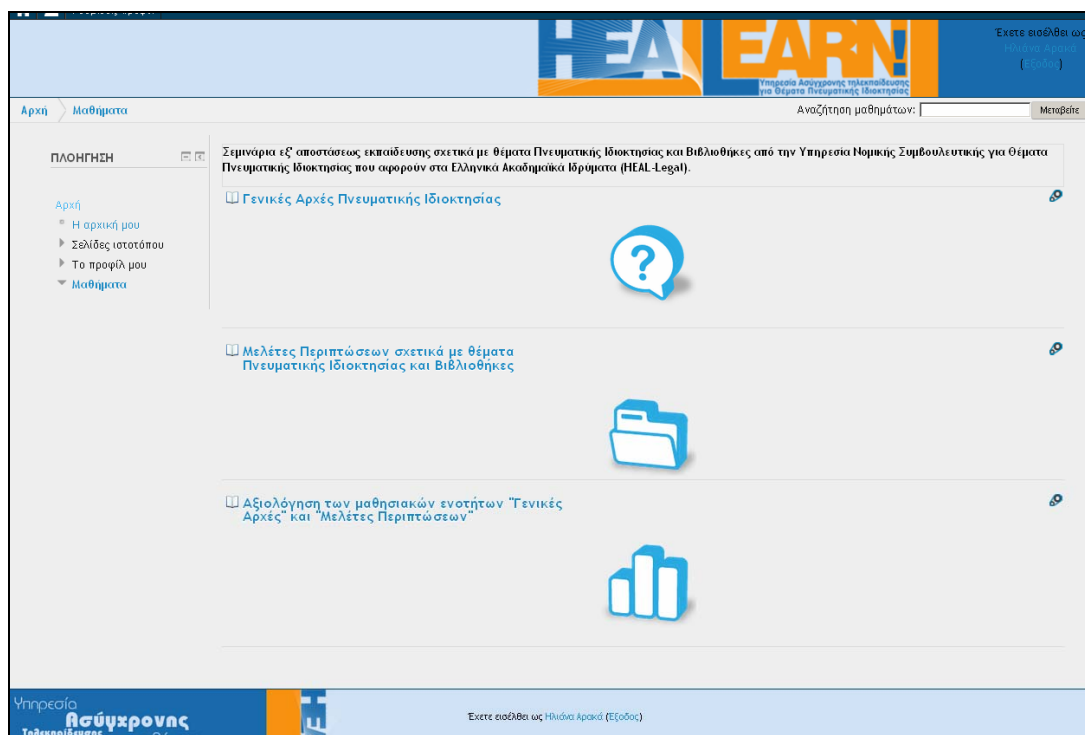 HEALLEARN!
Υπηρεσία Ασύγχρονης τηλεκπαίδευσης
για Θέματα Πνευματικής Ιδιοκτησίας
Έχετε εισέλθει ως
Ηλιάνα Αρακά
(Έξοδος)
Αρχή Μαθήματα
Αναζήτηση μαθημάτων: Μεταβείτε
ΠΛΟΗΓΗΣΗ
Αρχή
Η αρχική μου
Σελίδες ιστοτόπου
Το προφίλ μου
Μαθήματα
Σεμινάρια εξ' αποστάσεως εκπαίδευσης σχετικά με θέματα Πνευματικής Ιδιοκτησίας και Βιβλιοθήκες από την Υπηρεσία Νομικής Συμβουλευτικής για Θέματα
Πνευματικής Ιδιοκτησίας που αφορούν στα Ελληνικά Ακαδημαϊκά Ιδρύματα (HEAL-Legal).
Γενικές Αρχές Πνευματικής Ιδιοκτησίας
?
Μελέτες Περιπτώσεων σχετικά με θέματα
Πνευματικής Ιδιοκτησίας και Βιβλιοθήκες
Αξιολόγηση των μαθησιακών ενοτήτων "Γενικές
Αρχές" και "Μελέτες Περιπτώσεων"
Υπηρεσία
Ασύγχρονης
Τηλεκπαίδευσης
Έχετε εισέλθει ως Ηλιάνα Αρακά (Έξοδος)